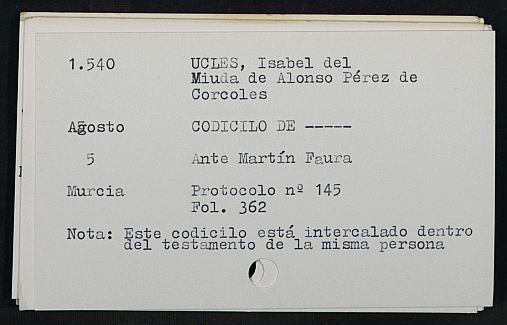 1.540 UCLES, Isabel del
Miuda de Alonso Pérez de
Corcoles
Agosto CODICILO DE -----
5 Ante Martín Faura
Murcia Protocolo nº 145
Fol. 362
Nota: Este codicilo está intercalado dentro
del testamento de la misma persona